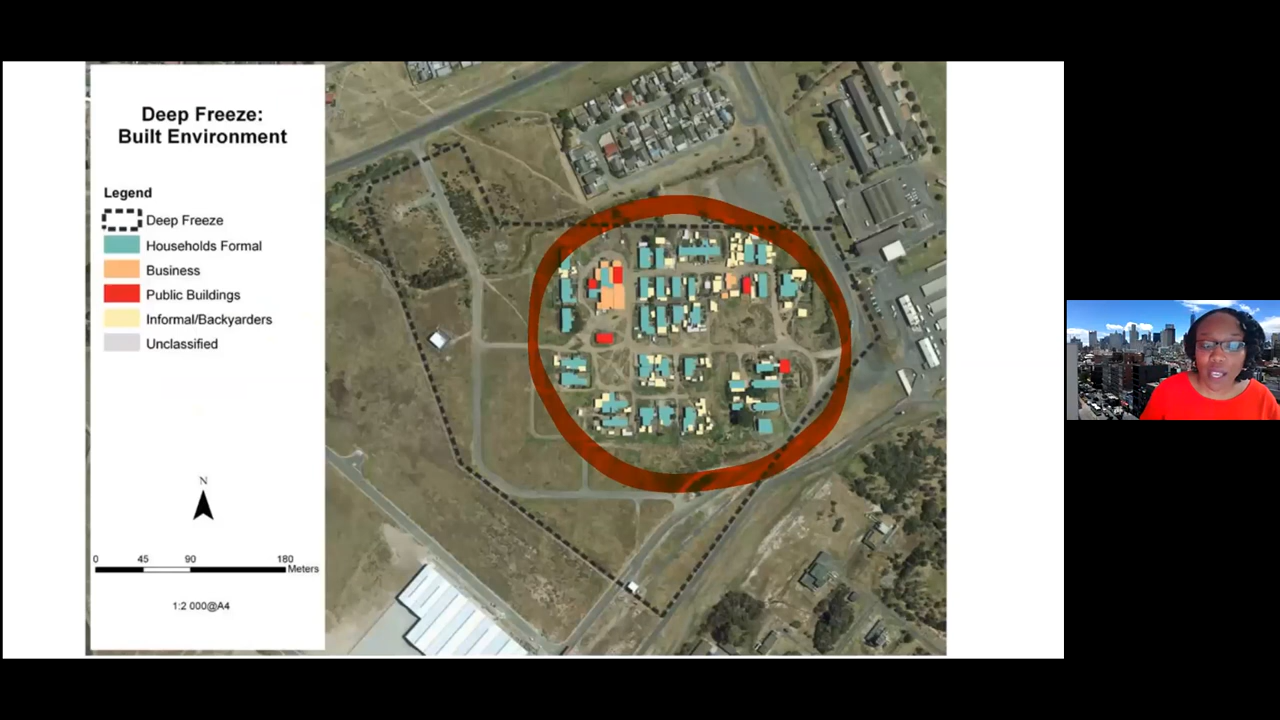 Deep Freeze:
Built Environment
Legend
Deep Freeze
Households Formal
Business
Public Buildings
Informal/Backyarders
Unclassified
N
0 45 90 180
Meters
1:2 000@A4